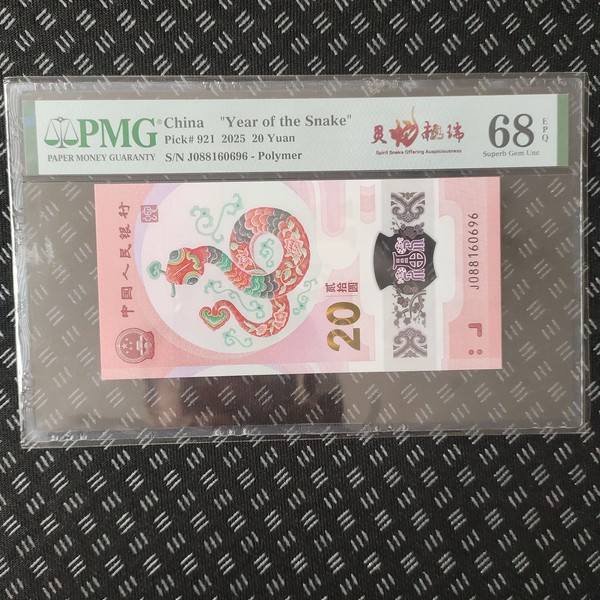 PMG®
PAPER MONEY GUARANTY
China "Year of the Snake"
Pick# 921 2025 20 Yuan
S/N J088160696 - Polymer
灵蛇献瑞
Spirit Snake Offering Auspiciousness
68 EPQ
Superb Gem Unc
中國人民银行
贰拾圆
20
J088160696